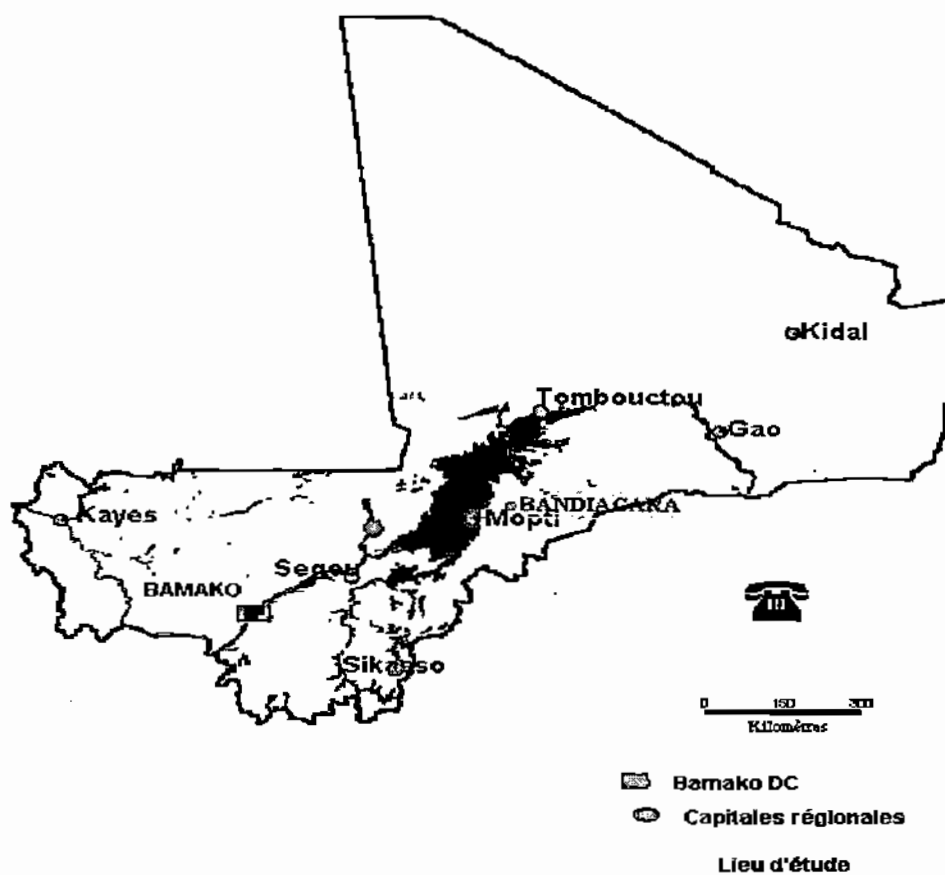 Kidal
Tombouctou
Gao
BANDIAGARA
Mopti
Kayes
Segou
BAMAKO
Sikasso
0 150 300
Kilomètres
Bamako DC
Capitales régionales
Lieu d'étude